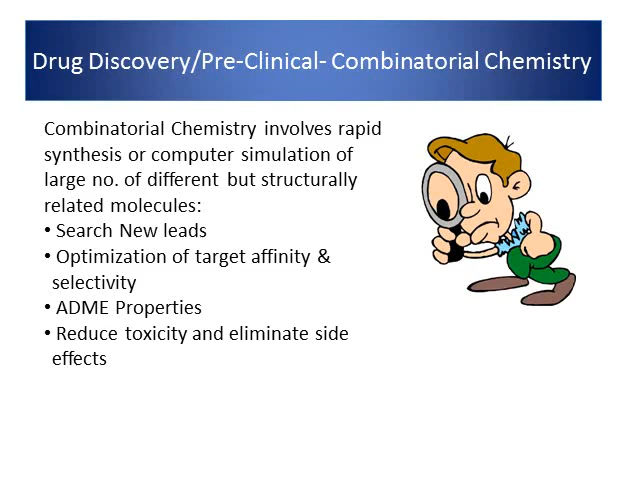 Drug Discovery/Pre-Clinical- Combinatorial Chemistry
Combinatorial Chemistry involves rapid
synthesis or computer simulation of
large no. of different but structurally
related molecules:
• Search New leads
• Optimization of target affinity &
selectivity
• ADME Properties
• Reduce toxicity and eliminate side
effects